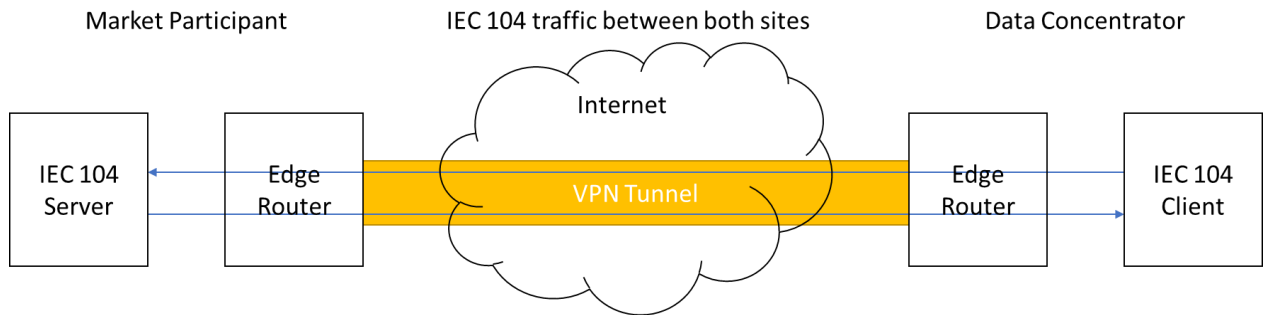 Market Participant
IEC 104 traffic between both sites
Data Concentrator
Internet
IEC 104
Server
Edge
Router
VPN Tunnel
Edge
Router
IEC 104
Client